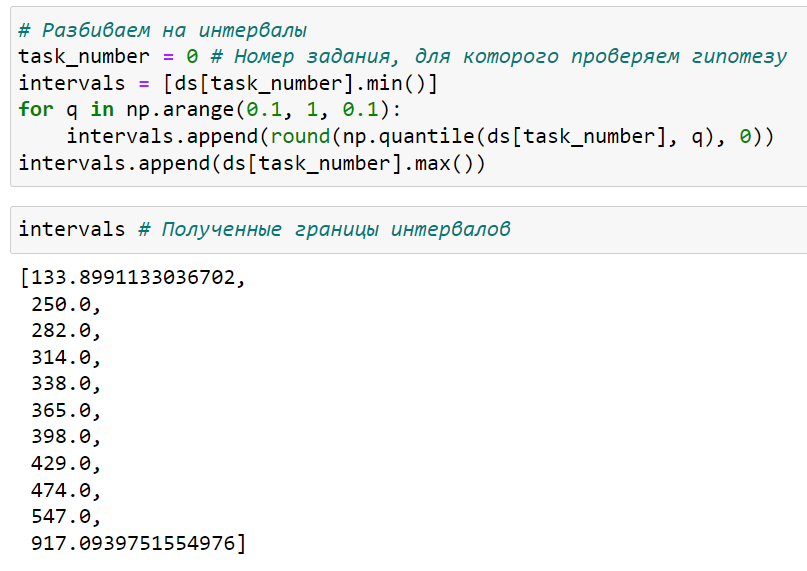 # Разбиваем на интервалы
task_number = 0 # Номер задания, для которого проверяем гипотезу
intervals = [ds[task_number].min()]
for q in np.arange(0.1, 1, 0.1):
    intervals.append(round(np.quantile(ds[task_number], q), 0))
intervals.append(ds[task_number].max())
intervals # Полученные границы интервалов
[133.8991133036702,
 250.0,
 282.0,
 314.0,
 338.0,
 365.0,
 398.0,
 429.0,
 474.0,
 547.0,
 917.0939751554976]